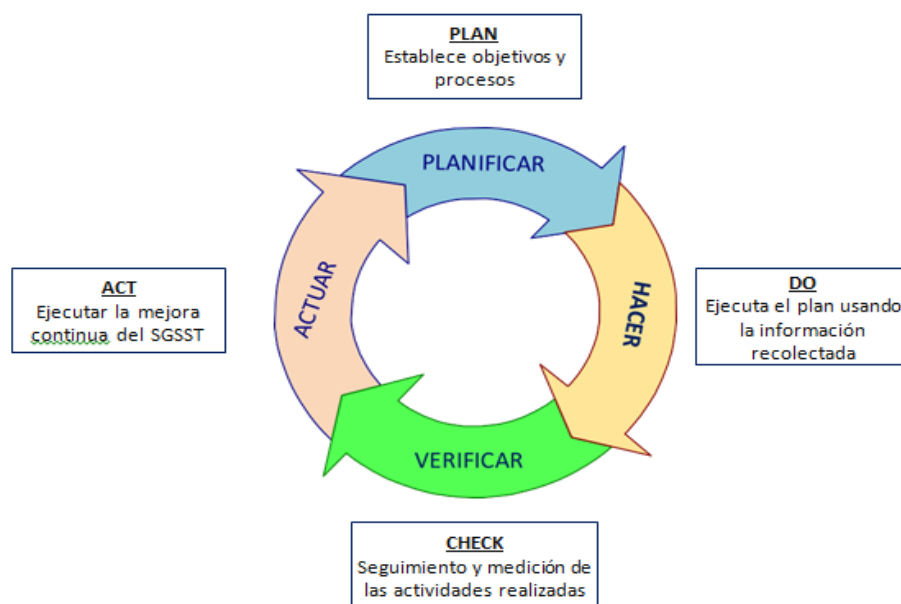 PLAN
Establece objetivos y
procesos
PLANIFICAR
HACER
DO
Ejecuta el plan usando
la información
recolectada
VERIFICAR
CHECK
Seguimiento y medición de
las actividades realizadas
ACTUAR
ACT
Ejecutar la mejora
continua del SGSST